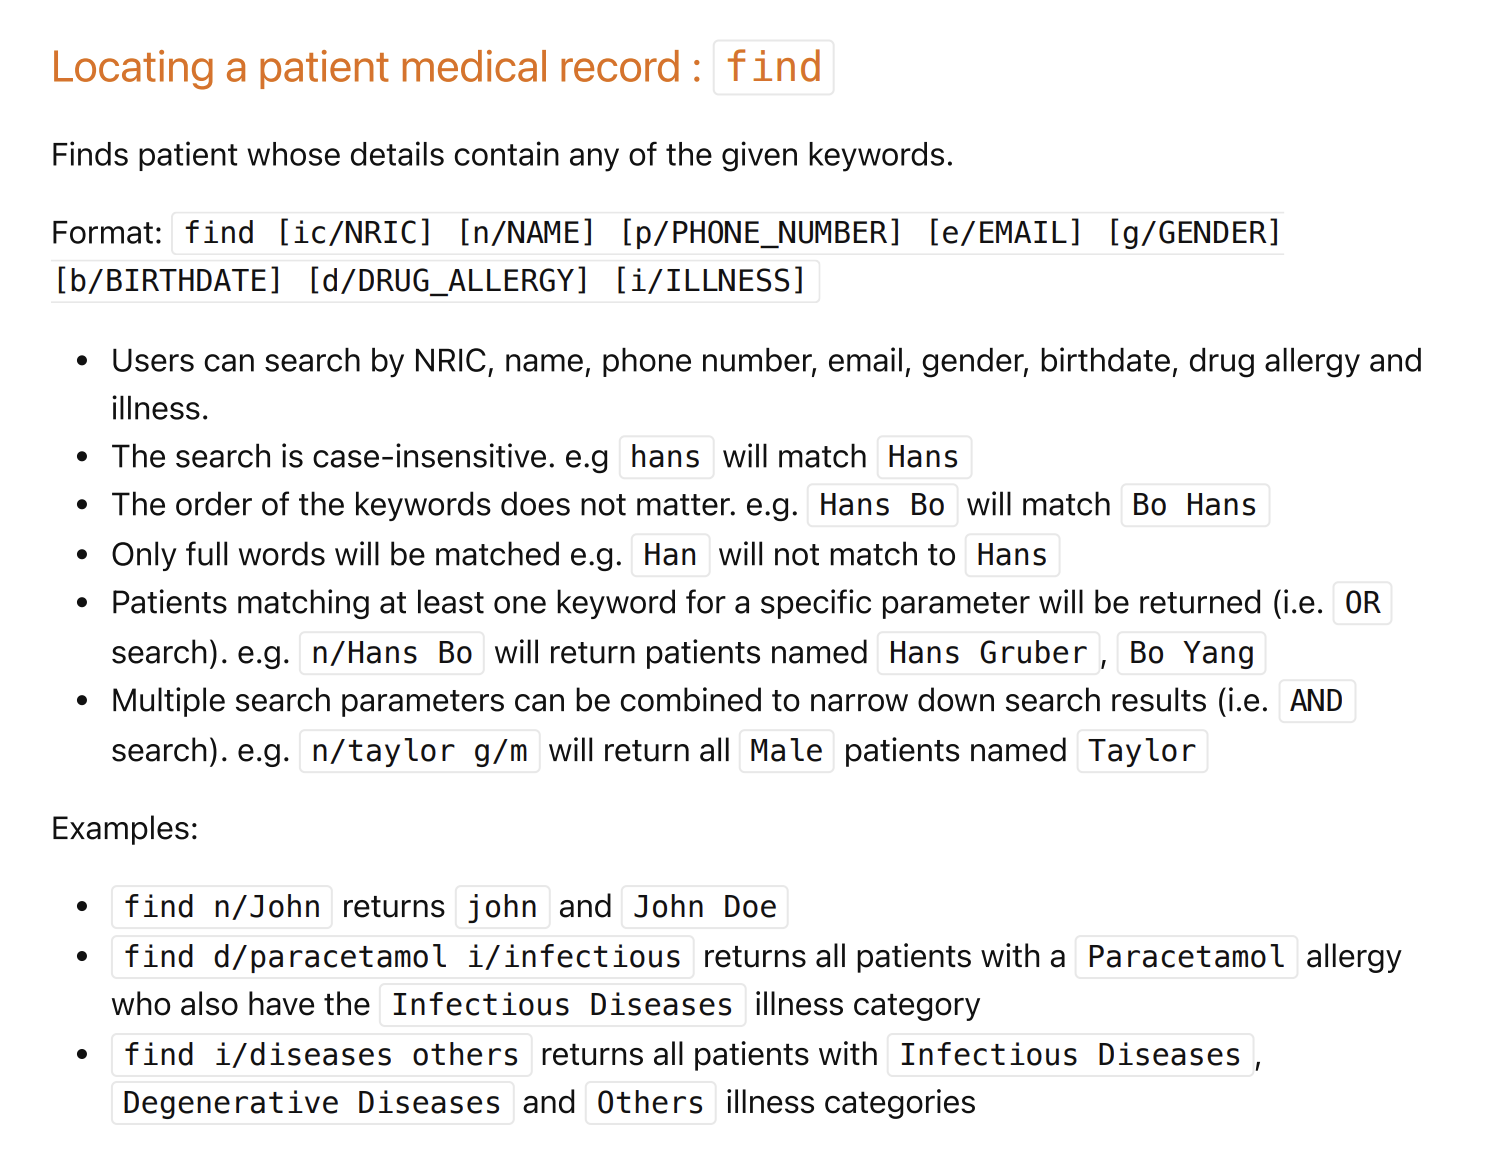 Locating a patient medical record : find
Finds patient whose details contain any of the given keywords.
Format: find [ic/NRIC] [n/NAME] [p/PHONE_NUMBER] [e/EMAIL] [g/GENDER]
[b/BIRTHDATE] [d/DRUG_ALLERGY] [i/ILLNESS]
• Users can search by NRIC, name, phone number, email, gender, birthdate, drug allergy and
illness.
• The search is case-insensitive. e.g hans will match Hans
• The order of the keywords does not matter. e.g. Hans Bo will match Bo Hans
• Only full words will be matched e.g. Han will not match to Hans
• Patients matching at least one keyword for a specific parameter will be returned (i.e. OR
search). e.g. n/Hans Bo will return patients named Hans Gruber, Bo Yang
• Multiple search parameters can be combined to narrow down search results (i.e. AND
search). e.g. n/taylor g/m will return all Male patients named Taylor
Examples:
• find n/John returns john and John Doe
• find d/paracetamol i/infectious returns all patients with a Paracetamol allergy
who also have the Infectious Diseases illness category
• find i/diseases others returns all patients with Infectious Diseases,
Degenerative Diseases and Others illness categories